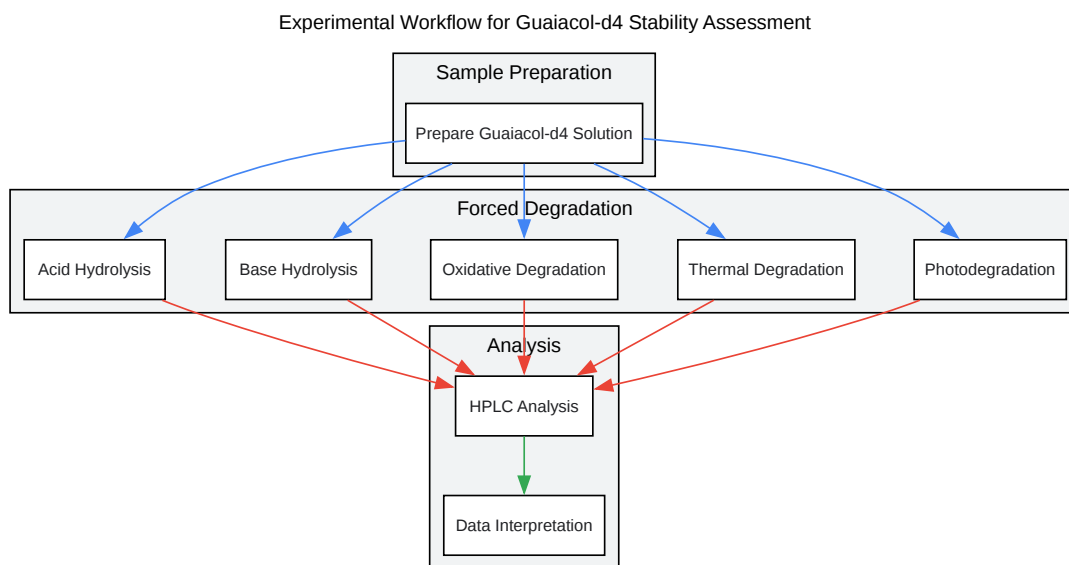 Experimental Workflow for Guaiacol-d4 Stability Assessment
Sample Preparation
Prepare Guaiacol-d4 Solution
Forced Degradation
Acid Hydrolysis
Base Hydrolysis
Oxidative Degradation
Thermal Degradation
Photodegradation
Analysis
HPLC Analysis
Data Interpretation